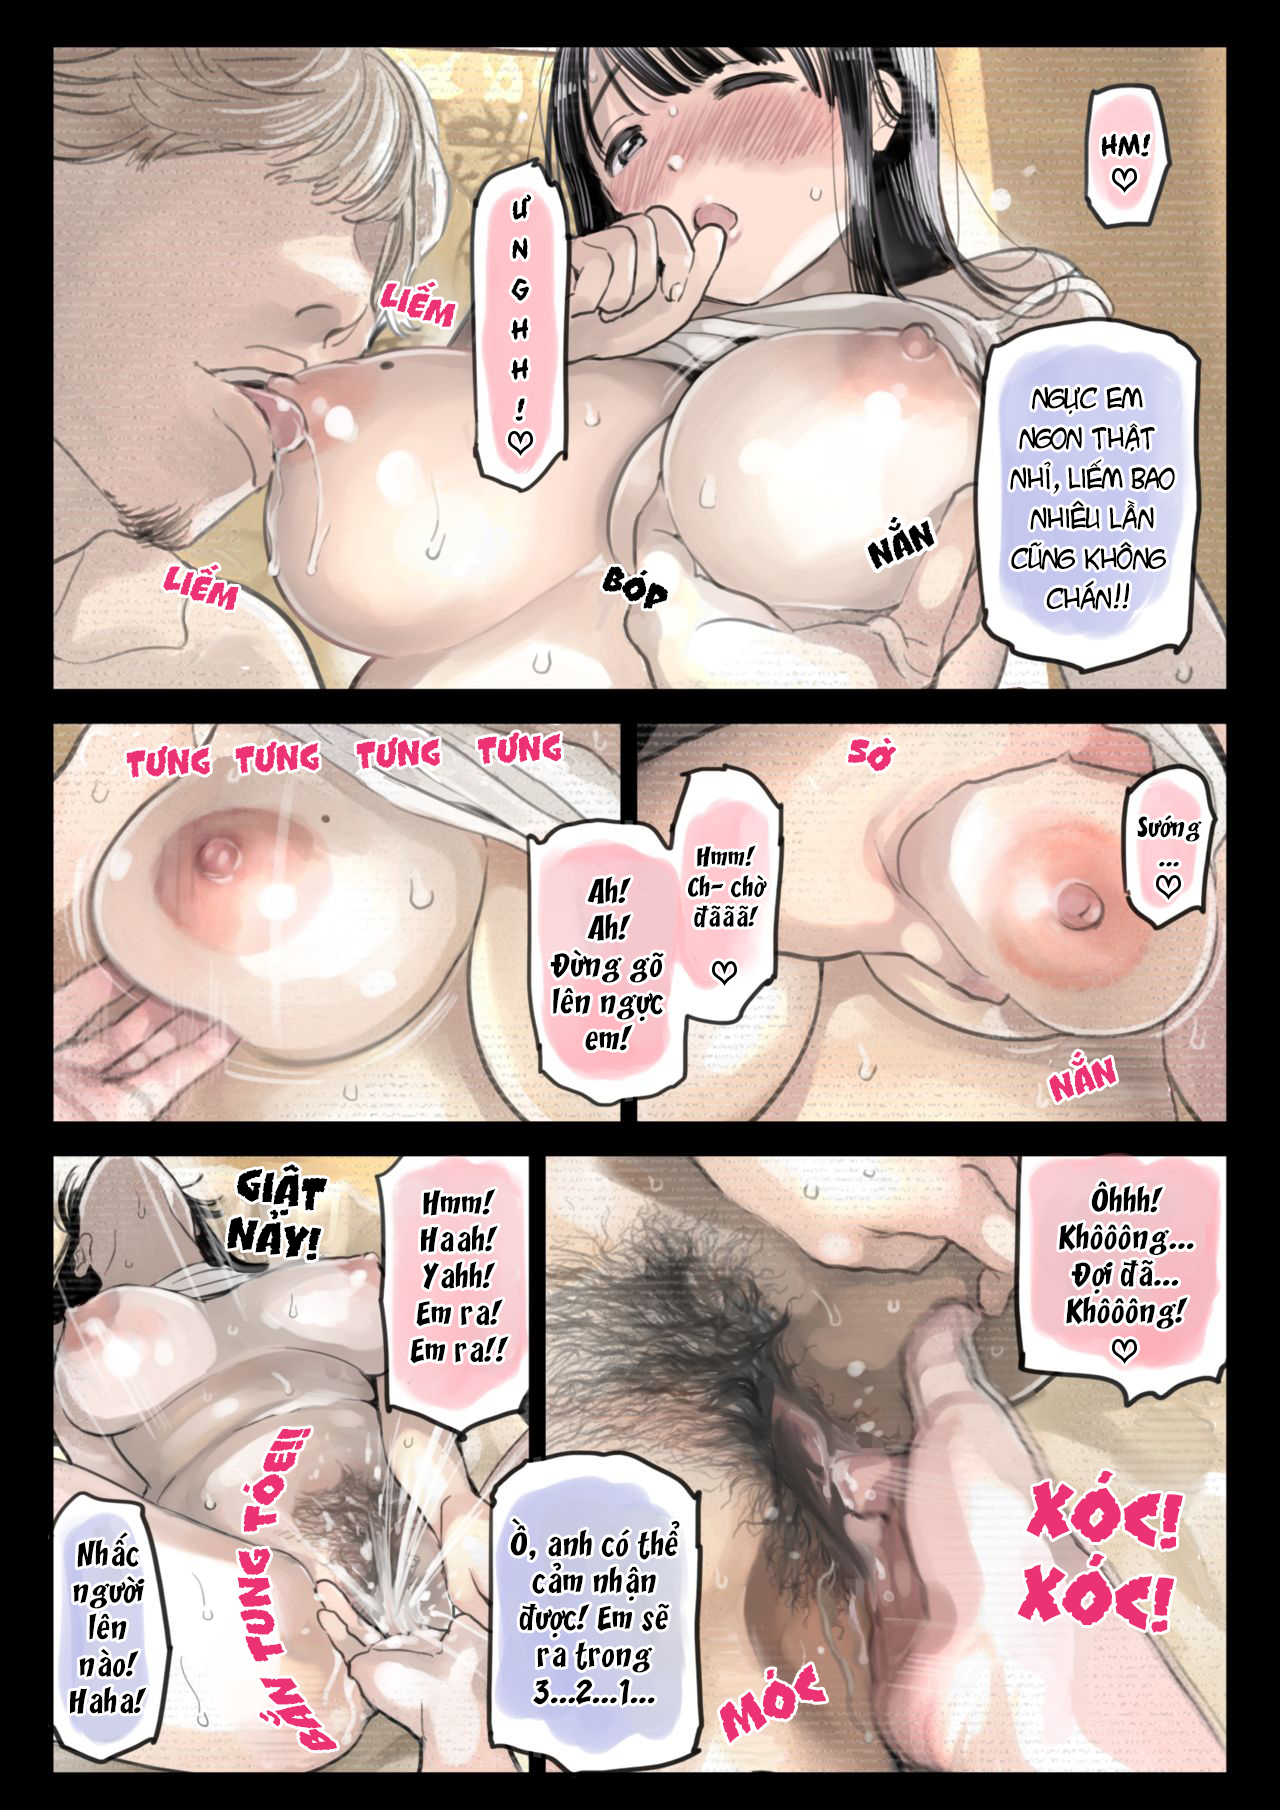 HM!
♡
Ư
N
G
H
H
!
♡
LIẾM
NGỰC EM
NGON THẬT
NHỈ, LIẾM BAO
NHIÊU LẦN
CŨNG KHÔNG
CHÁN!!
NẮN
BÓP
LIẾM
SỜ
Sướng
...
♡
Hmm!
Ch- chờ
đããã!
♡
NẮN
TƯNG TƯNG TƯNG TƯNG
Ah!
Ah!
Đừng gõ
lên ngực
em!
Ôhhh!
Khôôông...
Đợi đã...
Khôôông!
♡
XÓC!
XÓC!
MÓC
Ồ, anh có thể
cảm nhận
được! Em sẽ
ra trong
3...2...1...
Hmm!
Haah!
Yahh!
Em ra!
Em ra!!
GIẬT
NẢY!
BẮN TUNG TÓE!!
Nhấc
người
lên
nào!
Haha!